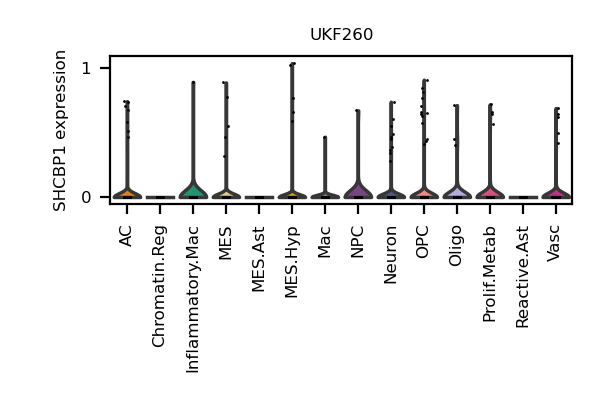 UKF260
SHCBP1 expression
1
0
AC
Chromatin.Reg
Inflammatory.Mac
MES
MES.Ast
MES.Hyp
Mac
NPC
Neuron
OPC
Oligo
Prolif.Metab
Reactive.Ast
Vasc